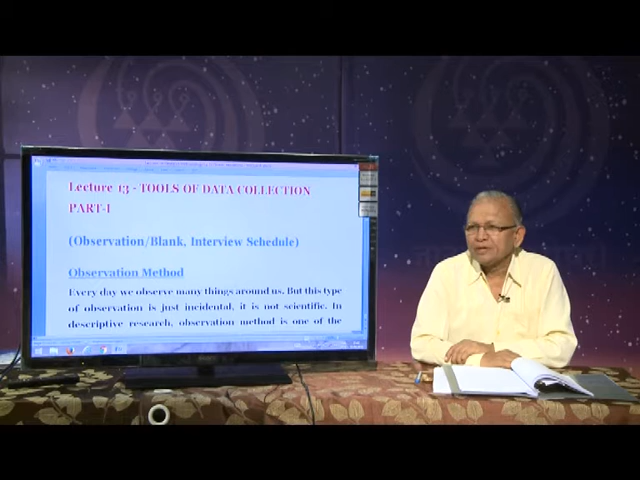 Lecture 13 - TOOLS OF DATA COLLECTION
PART-I
(Observation/Blank, Interview Schedule)
Observation Method
Every day we observe many things around us. But this type
of observation is just incidental, it is not scientific. In
descriptive research, observation method is one of the